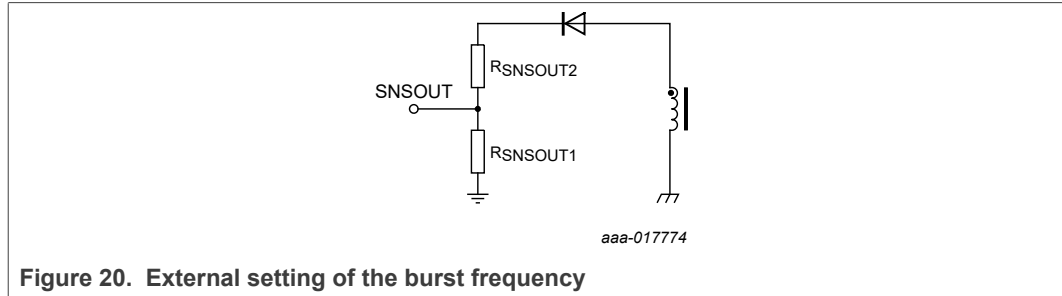 RSNSOUT2
SNSOUT
RSNSOUT1
aaa-017774
Figure 20. External setting of the burst frequency